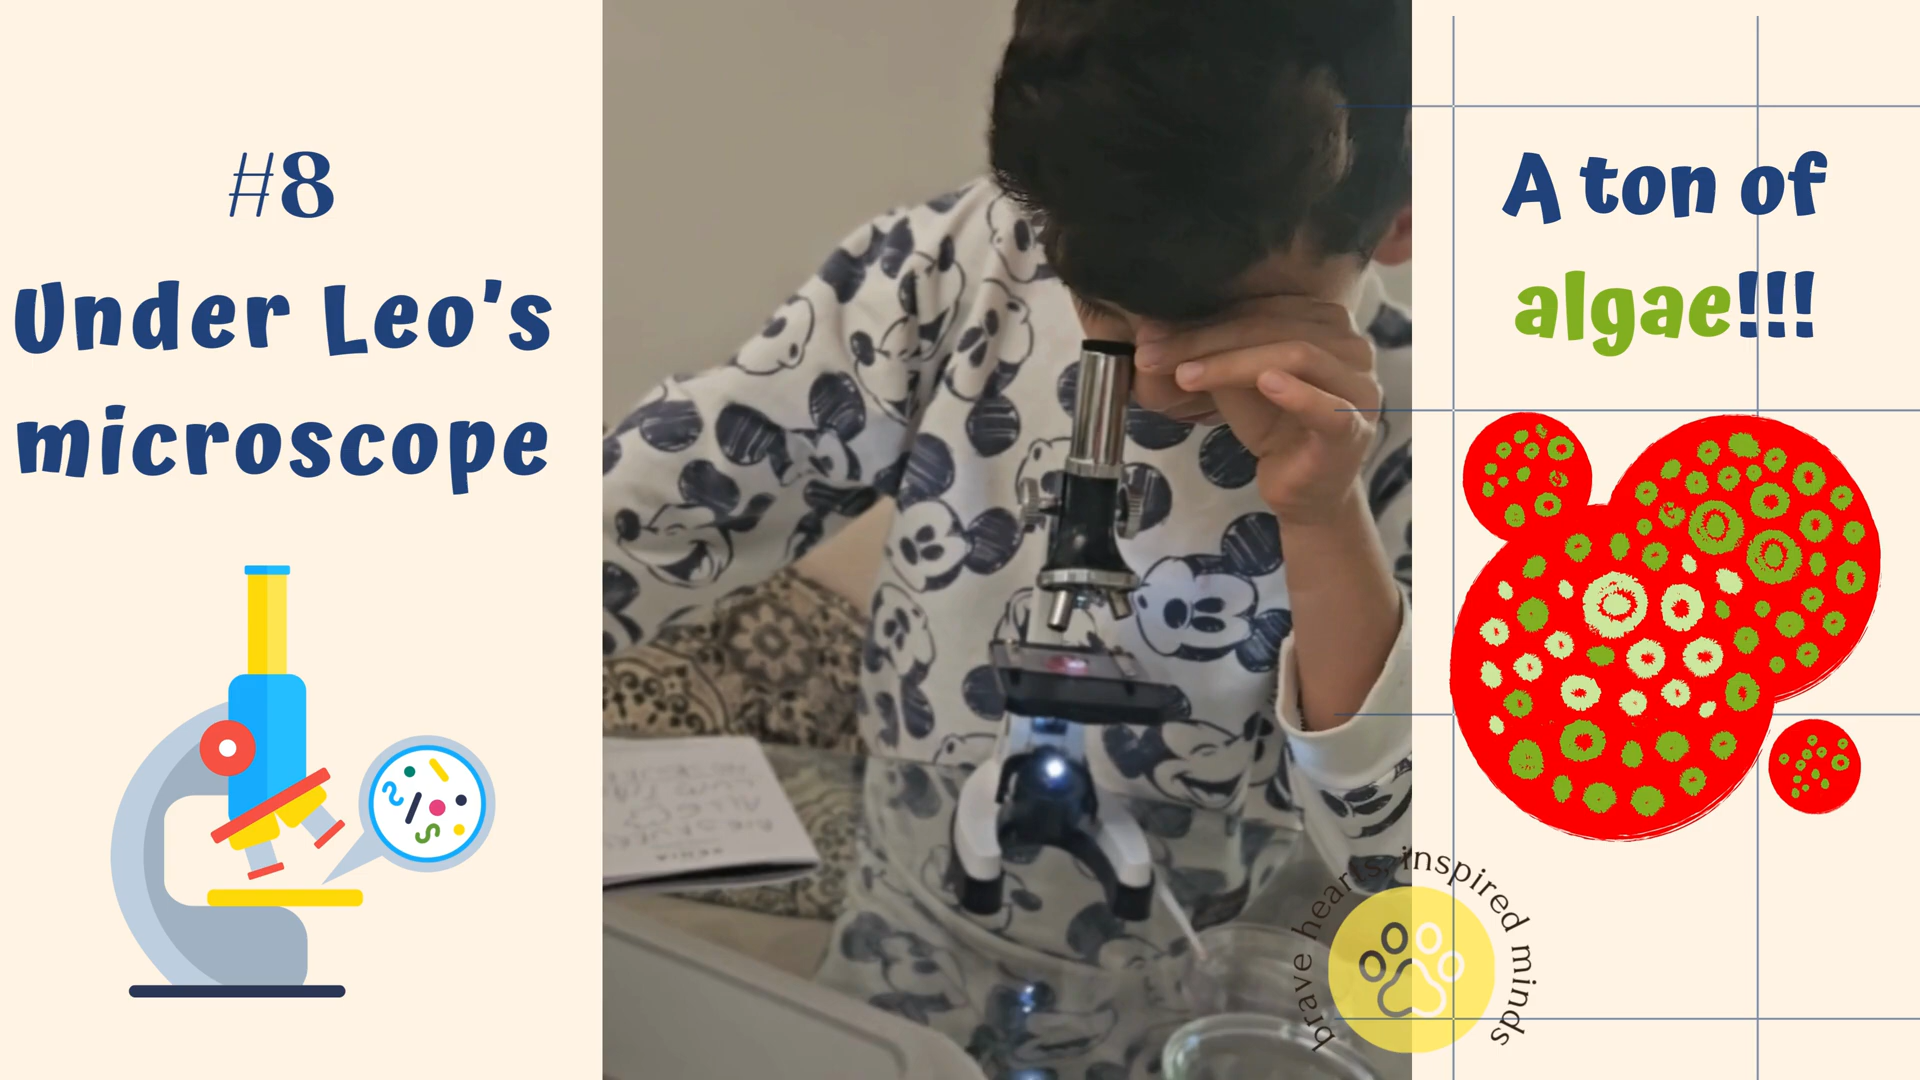 #8
Under Leo's
microscope
A ton of
algae!!!
brave hearts, inspired minds